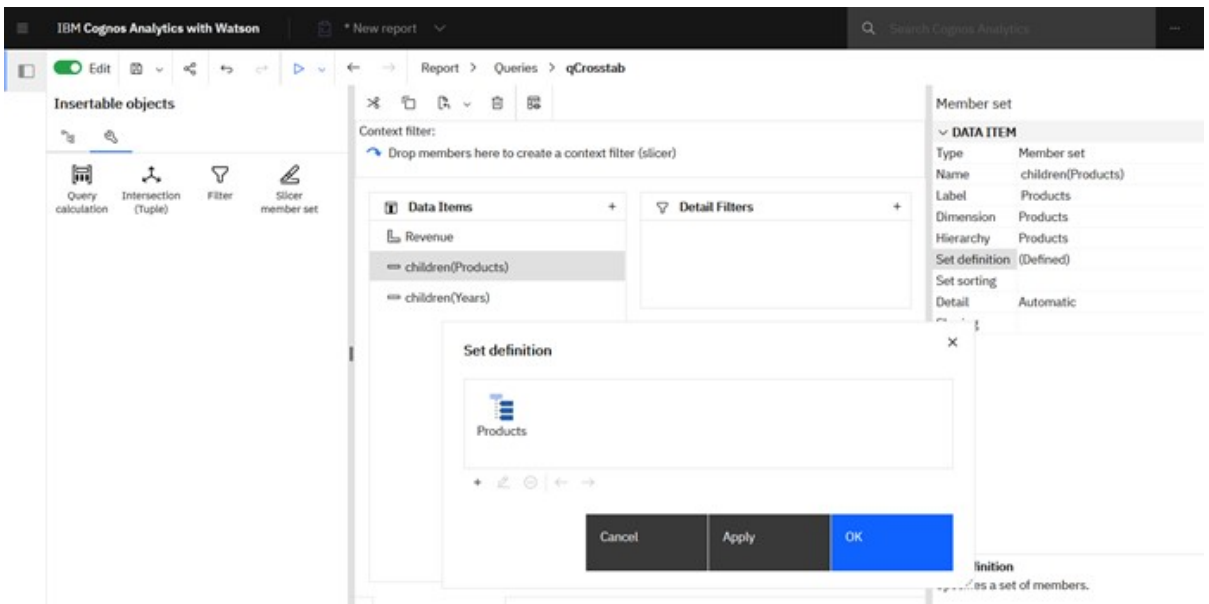 IBM Cognos Analytics with Watson
* New report
Search Cognos Analytics
Edit
Report > Queries > qCrosstab
Insertable objects
Query calculation
Intersection (Tuple)
Filter
Slicer member set
Context filter:
Drop members here to create a context filter (slicer)
Data Items +
Revenue
children(Products)
children(Years)
Detail Filters +
Member set
DATA ITEM
Type Member set
Name children(Products)
Label Products
Dimension Products
Hierarchy Products
Set definition (Defined)
Set sorting
Detail Automatic
Set definition
Products
Cancel
Apply
OK
finition
es a set of members.